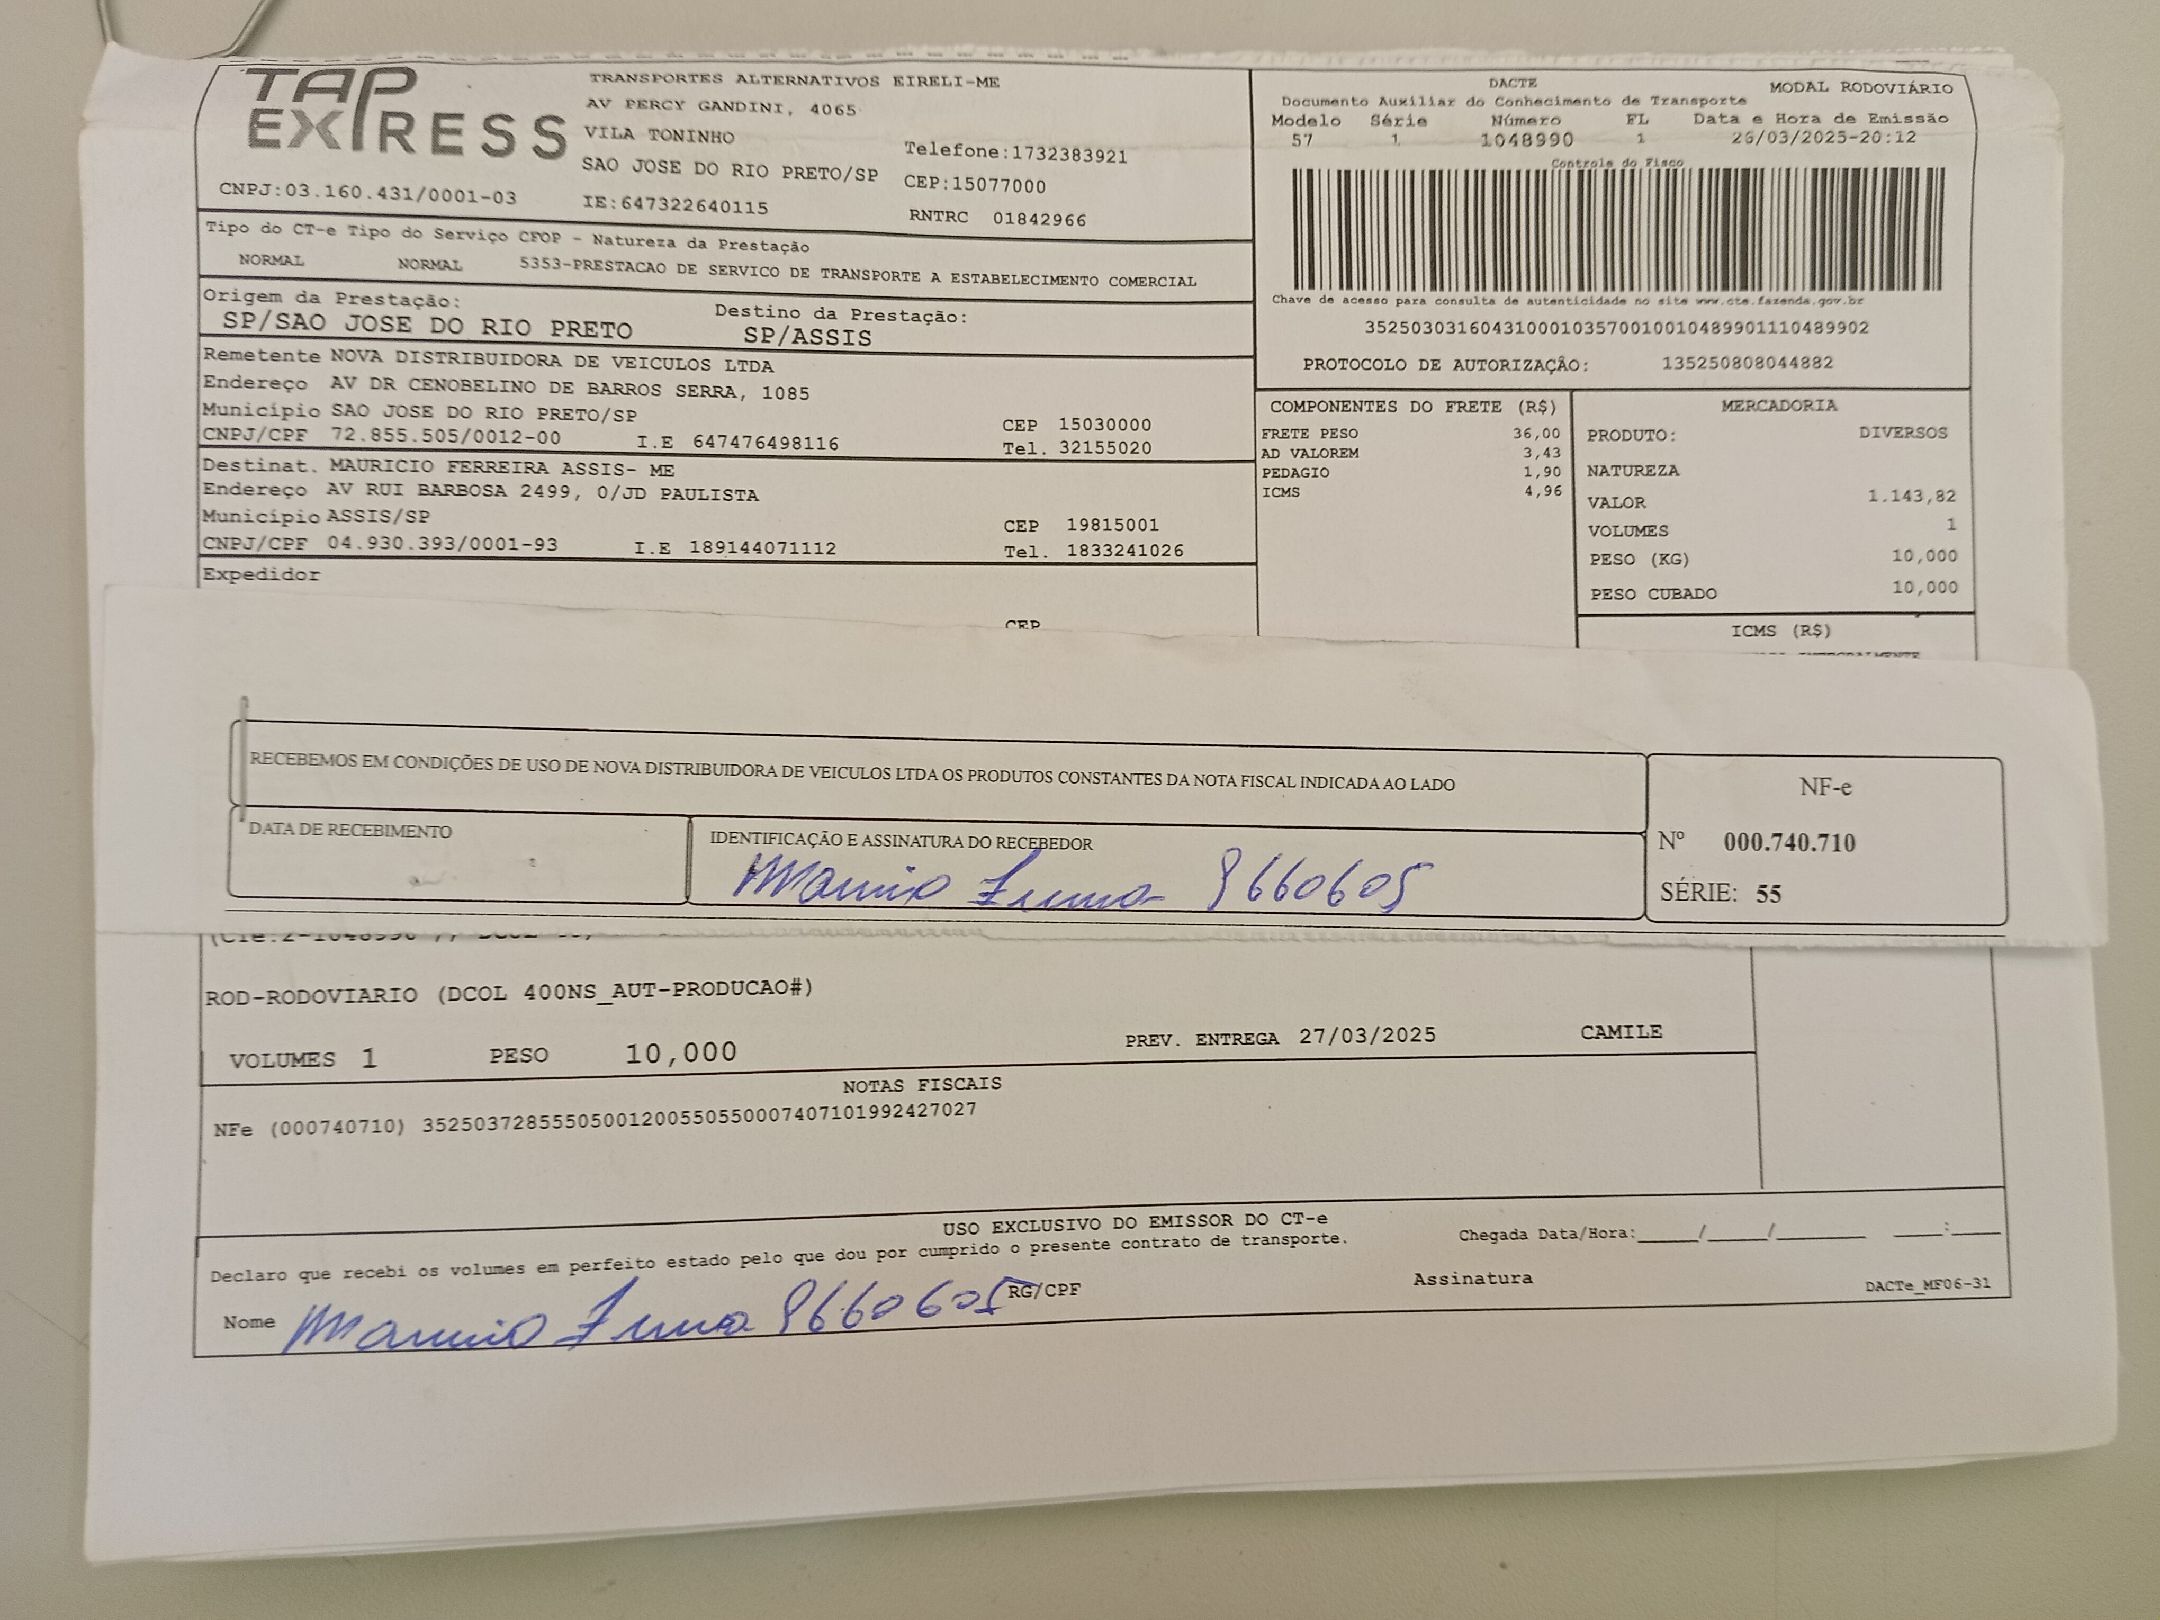 TAP EXPRESS
CNPJ:03.160.431/0001-03
TRANSPORTES ALTERNATIVOS EIRELI-ME
AV PERCY GANDINI, 4065
VILA TONINHO
SAO JOSE DO RIO PRETO/SP
IE:647322640115
Telefone:1732383921
CEP:15077000
RNTRC 01842966
DACTE MODAL RODOVIÁRIO
Documento Auxiliar do Conhecimento de Transporte
Modelo Série Número FL Data e Hora de Emissão
57 1 1048990 1 26/03/2025-20:12
Controle do Fisco
Chave de acesso para consulta de autenticidade no site www.cte.fazenda.gov.br
35250303160431000103570010010489901110489902
PROTOCOLO DE AUTORIZAÇÂO: 135250808044882
Tipo do CT-e Tipo do Serviço CFOP - Natureza da Prestação
NORMAL NORMAL 5353-PRESTACAO DE SERVICO DE TRANSPORTE A ESTABELECIMENTO COMERCIAL
Origem da Prestação: Destino da Prestação:
SP/SAO JOSE DO RIO PRETO SP/ASSIS
Remetente NOVA DISTRIBUIDORA DE VEICULOS LTDA
Endereço AV DR CENOBELINO DE BARROS SERRA, 1085
Município SAO JOSE DO RIO PRETO/SP CEP 15030000
CNPJ/CPF 72.855.505/0012-00 I.E 647476498116 Tel. 32155020
Destinat. MAURICIO FERREIRA ASSIS- ME
Endereço AV RUI BARBOSA 2499, 0/JD PAULISTA
Município ASSIS/SP CEP 19815001
CNPJ/CPF 04.930.393/0001-93 I.E 189144071112 Tel. 1833241026
Expedidor
CEP
COMPONENTES DO FRETE (R$)
FRETE PESO 36,00
AD VALOREM 3,43
PEDAGIO 1,90
ICMS 4,96
MERCADORIA
PRODUTO: DIVERSOS
NATUREZA
VALOR 1.143,82
VOLUMES 1
PESO (KG) 10,000
PESO CUBADO 10,000
ICMS (R$)
RECEBEMOS EM CONDIÇÕES DE USO DE NOVA DISTRIBUIDORA DE VEICULOS LTDA OS PRODUTOS CONSTANTES DA NOTA FISCAL INDICADA AO LADO
DATA DE RECEBIMENTO
IDENTIFICAÇÃO E ASSINATURA DO RECEBEDOR
9660605
NF-e
Nº 000.740.710
SÉRIE: 55
ROD-RODOVIARIO (DCOL 400NS_AUT-PRODUCAO#)
VOLUMES 1 PESO 10,000 PREV. ENTREGA 27/03/2025 CAMILE
NOTAS FISCAIS
NFe (000740710) 35250372855505001200550550007407101992427027
USO EXCLUSIVO DO EMISSOR DO CT-e
Declaro que recebi os volumes em perfeito estado pelo que dou por cumprido o presente contrato de transporte.
Chegada Data/Hora:_____/_____/_______ ____:____
Nome 9660605 RG/CPF Assinatura DACTe_MF06-31